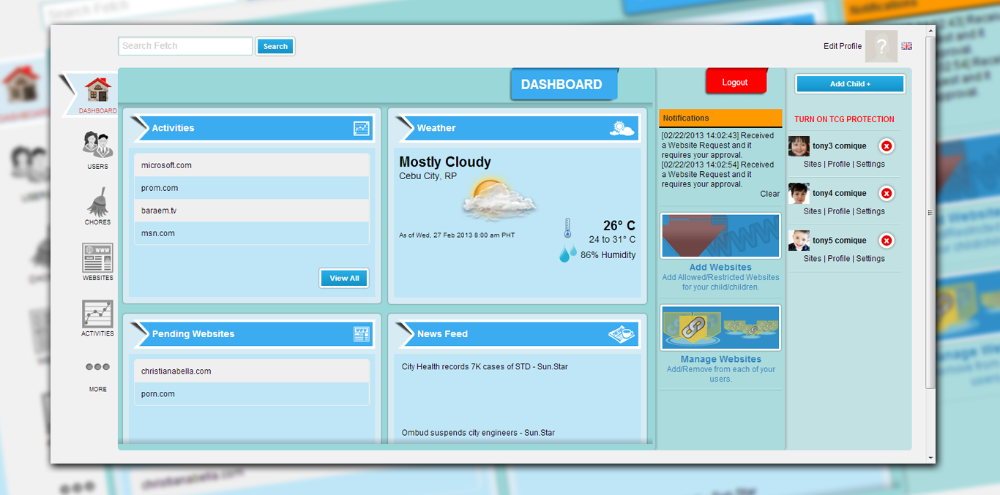 Search Fetch
Search
Edit Profile
DASHBOARD
USERS
CHORES
WWW
WEBSITES
ACTIVITIES
MORE
DASHBOARD
Activities
microsoft.com
prom.com
baraem.tv
msn.com
View All
Weather
Mostly Cloudy
Cebu City, RP
As of Wed, 27 Feb 2013 8:00 am PHT
26° C
24 to 31° C
86% Humidity
Pending Websites
WWW
christianabella.com
porn.com
News Feed
City Health records 7K cases of STD - Sun.Star
Ombud suspends city engineers - Sun.Star
Logout
Notifications
[02/22/2013 14:02:43] Received
a Website Request and it
requires your approval.
[02/22/2013 14:02:54] Received
a Website Request and it
requires your approval.
Clear
WWW
Add Websites
Add Allowed/Restricted Websites
for your child/children.
Manage Websites
Add/Remove from each of your
users.
Add Child +
TURN ON TCG PROTECTION
tony3 comique
Sites | Profile | Settings
tony4 comique
Sites | Profile | Settings
tony5 comique
Sites | Profile | Settings